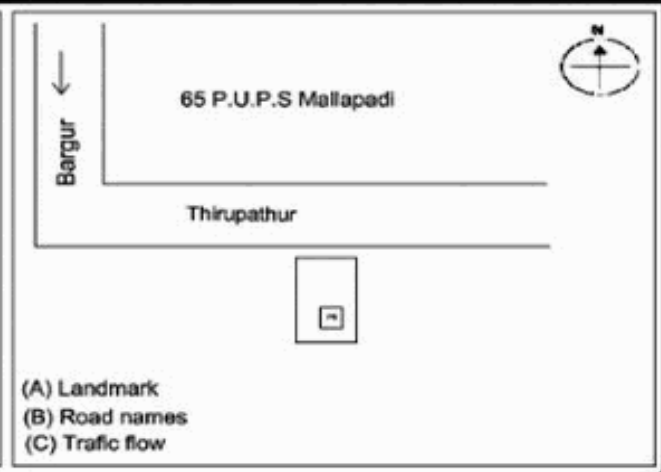 N
65 P.U.P.S Mallapadi
Bargur
Thirupathur
(A) Landmark
(B) Road names
(C) Trafic flow